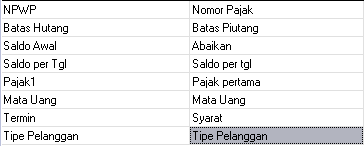 NPWP Nomor Pajak
Batas Hutang Batas Piutang
Saldo Awal Abaikan
Saldo per Tgl Saldo per tgl
Pajak1 Pajak pertama
Mata Uang Mata Uang
Termin Syarat
Tipe Pelanggan Tipe Pelanggan